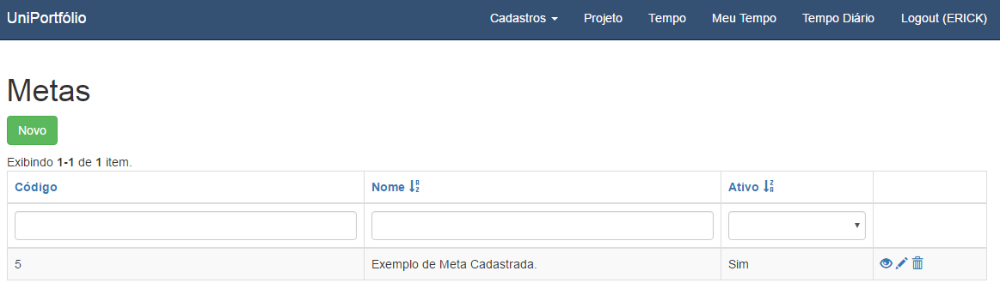 UniPortfólio Cadastros Projeto Tempo Meu Tempo Tempo Diário Logout (ERICK)
Metas
Novo
Exibindo 1-1 de 1 item.
Código Nome Ativo
5 Exemplo de Meta Cadastrada. Sim